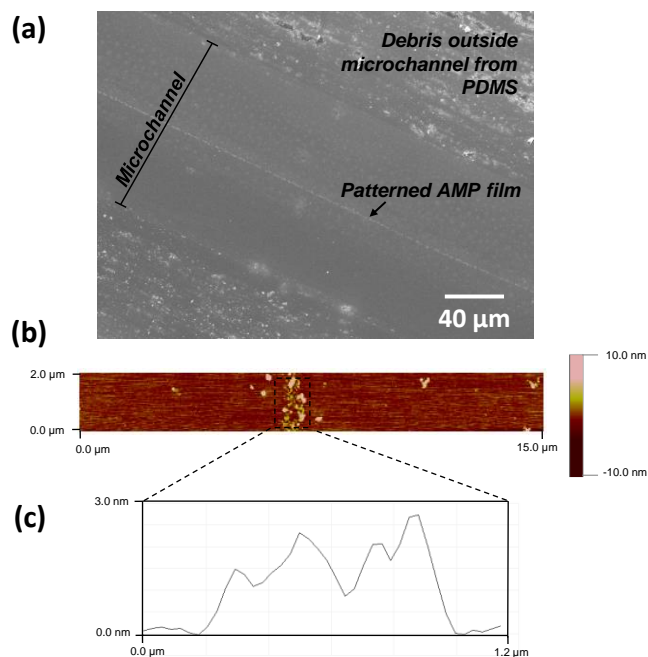 (a)
Debris outside
microchannel from
PDMS
Microchannel
Patterned AMP film
40 µm
(b)
2.0 µm
0.0 µm
0.0 µm
15.0 µm
10.0 nm
-10.0 nm
(c)
3.0 nm
0.0 nm
0.0 µm
1.2 µm